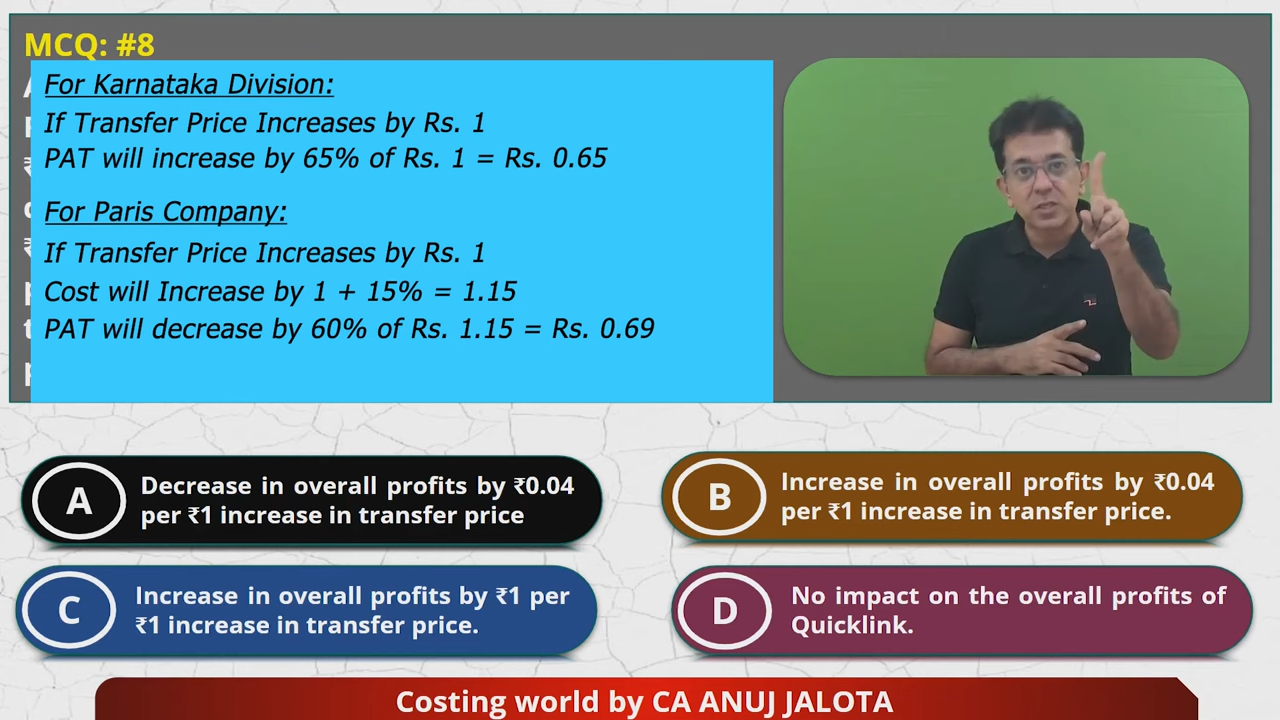 MCQ: #8
For Karnataka Division:
If Transfer Price Increases by Rs. 1
PAT will increase by 65% of Rs. 1 = Rs. 0.65
For Paris Company:
If Transfer Price Increases by Rs. 1
Cost will Increase by 1 + 15% = 1.15
PAT will decrease by 60% of Rs. 1.15 = Rs. 0.69
A
Decrease in overall profits by ₹0.04
per ₹1 increase in transfer price
B
Increase in overall profits by ₹0.04
per ₹1 increase in transfer price.
C
Increase in overall profits by ₹1 per
₹1 increase in transfer price.
D
No impact on the overall profits of
Quicklink.
Costing world by CA ANUJ JALOTA